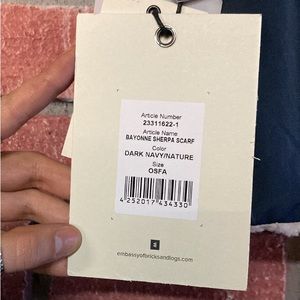 Article Number
23311622-1
Article Name
BAYONNE SHERPA SCARF
Color
DARK NAVY/NATURE
Size
OSFA
4 252017 434330
embassyofbricksandlogs.com